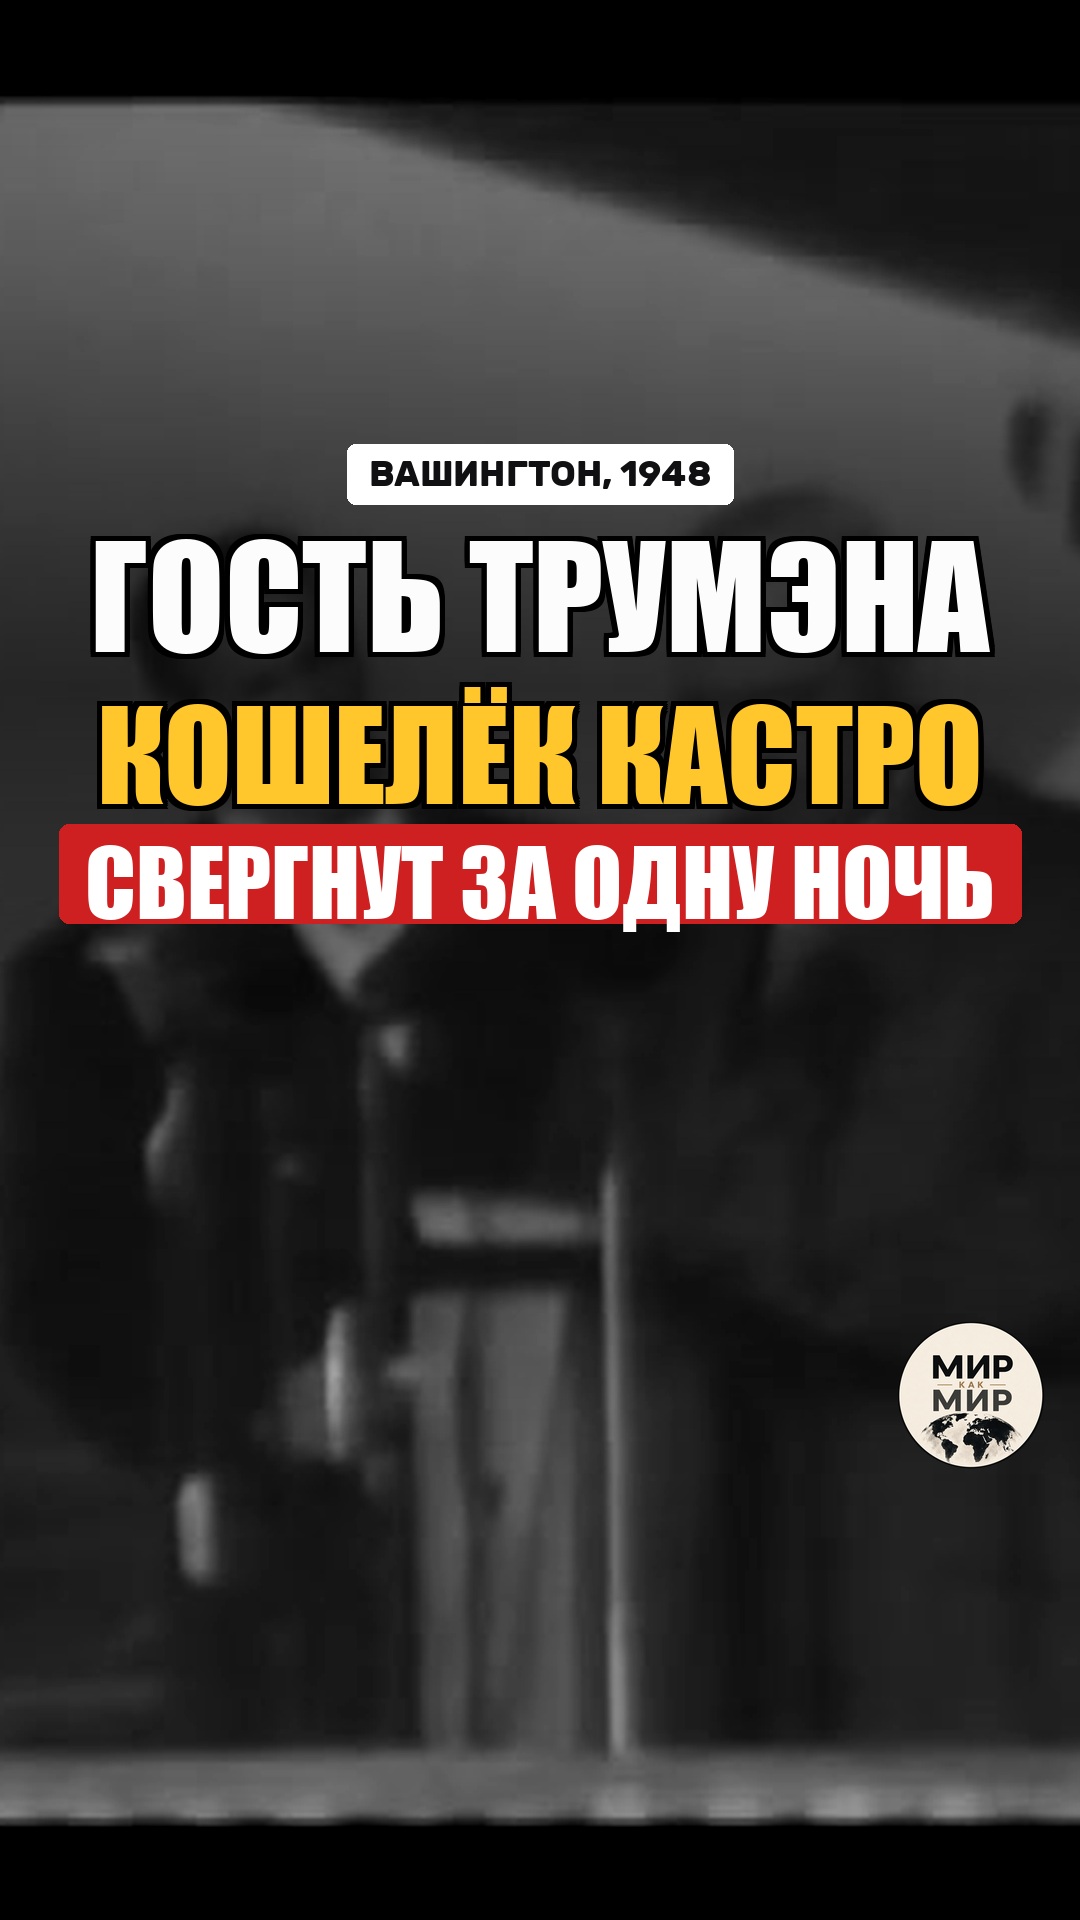 ВАШИНГТОН, 1948
ГОСТЬ ТРУМЭНА
КОШЕЛЁК КАСТРО
СВЕРГНУТ ЗА ОДНУ НОЧЬ
МИР
КАК
МИР